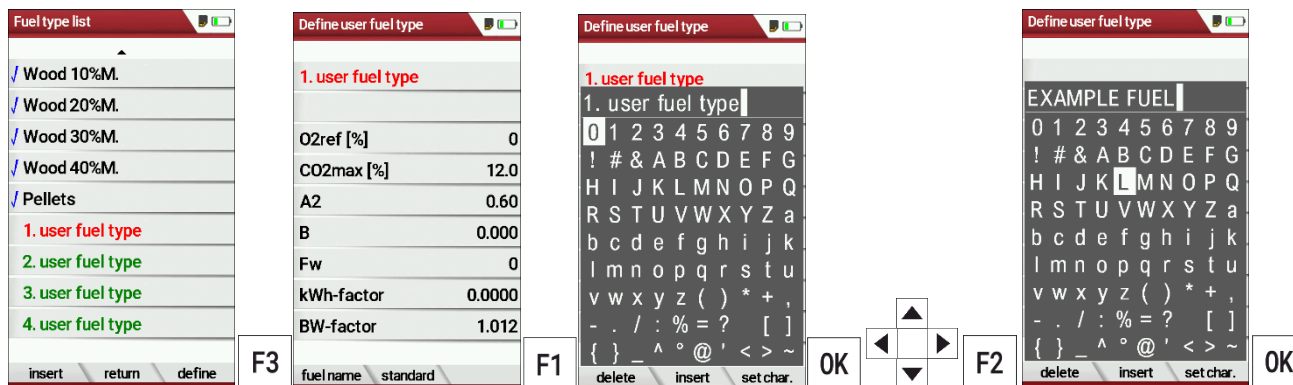 Fuel type list
√ Wood 10%M.
√ Wood 20%M.
√ Wood 30%M.
√ Wood 40%M.
√ Pellets
1. user fuel type
2. user fuel type
3. user fuel type
4. user fuel type
insert return define
F3
Define user fuel type
1. user fuel type
O2ref [%] 0
CO2max [%] 12.0
A2 0.60
B 0.000
Fw 0
kWh-factor 0.0000
BW-factor 1.012
fuel name standard
F1
Define user fuel type
1. user fuel type
1. user fuel type
0 1 2 3 4 5 6 7 8 9
! # & A B C D E F G
H I J K L M N O P Q
R S T U V W X Y Z a
b c d e f g h i j k
l m n o p q r s t u
v w x y z ( ) * + ,
- . / : % = ? [ ]
{ } _ ^ ° @ ' < > ~
delete insert set char.
OK
F2
Define user fuel type
EXAMPLE FUEL
0 1 2 3 4 5 6 7 8 9
! # & A B C D E F G
H I J K L M N O P Q
R S T U V W X Y Z a
b c d e f g h i j k
l m n o p q r s t u
v w x y z ( ) * + ,
- . / : % = ? [ ]
{ } _ ^ ° @ ' < > ~
delete insert set char.
OK